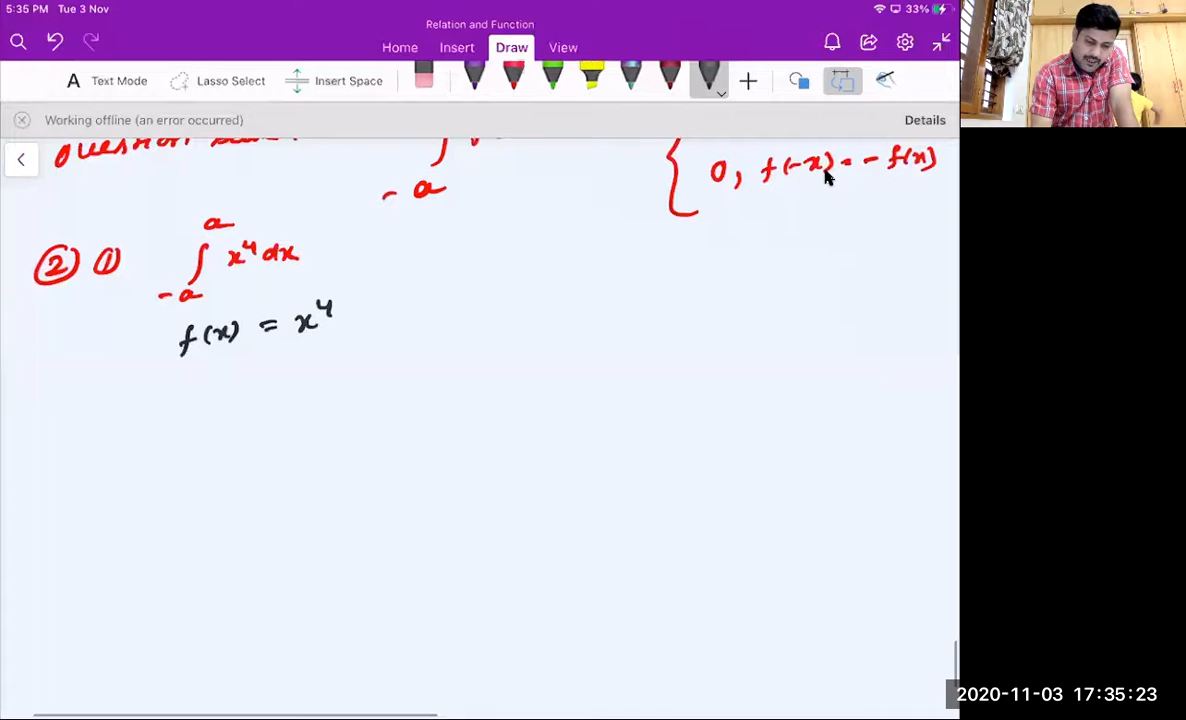 5:35 PM Tue 3 Nov
33%
Relation and Function
Home Insert Draw View
A Text Mode Lasso Select Insert Space
Working offline (an error occurred) Details
0, f(-x) = - f(x)
- a
② ① ∫_{-a}^{a} x⁴ dx
f(x) = x⁴
2020-11-03 17:35:23